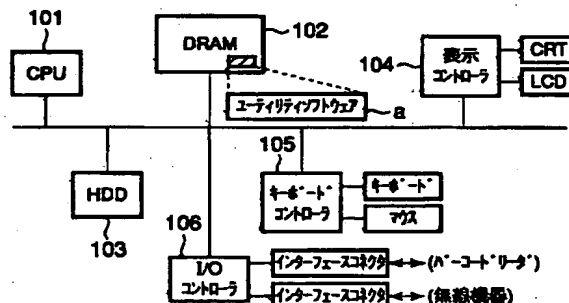 101
CPU
DRAM
102
ユーティリティソフトウェア
a
104
表示
コントローラ
CRT
LCD
HDD
103
105
キーボード
コントローラ
キーボード
マウス
106
I/O
コントローラ
インターフェースコネクタ
(バーコードリーダ)
インターフェースコネクタ
(無線機器)